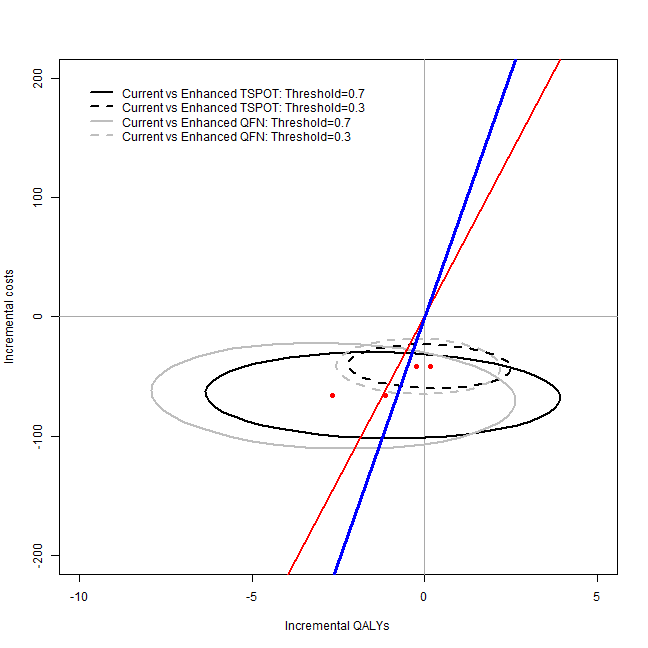 Current vs Enhanced TSPOT: Threshold=0.7
Current vs Enhanced TSPOT: Threshold=0.3
Current vs Enhanced QFN: Threshold=0.7
Current vs Enhanced QFN: Threshold=0.3
Incremental costs
200
100
0
-100
-200
-10
-5
0
5
Incremental QALYs